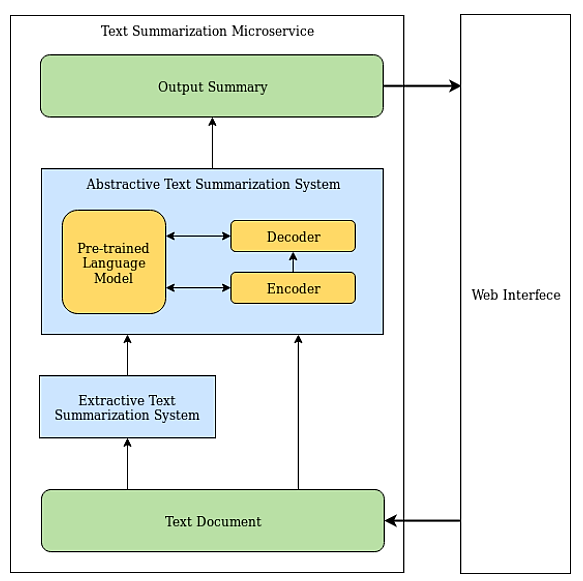 Text Summarization Microservice
Output Summary
Abstractive Text Summarization System
Pre-trained
Language
Model
Decoder
Encoder
Web Interfece
Extractive Text
Summarization System
Text Document